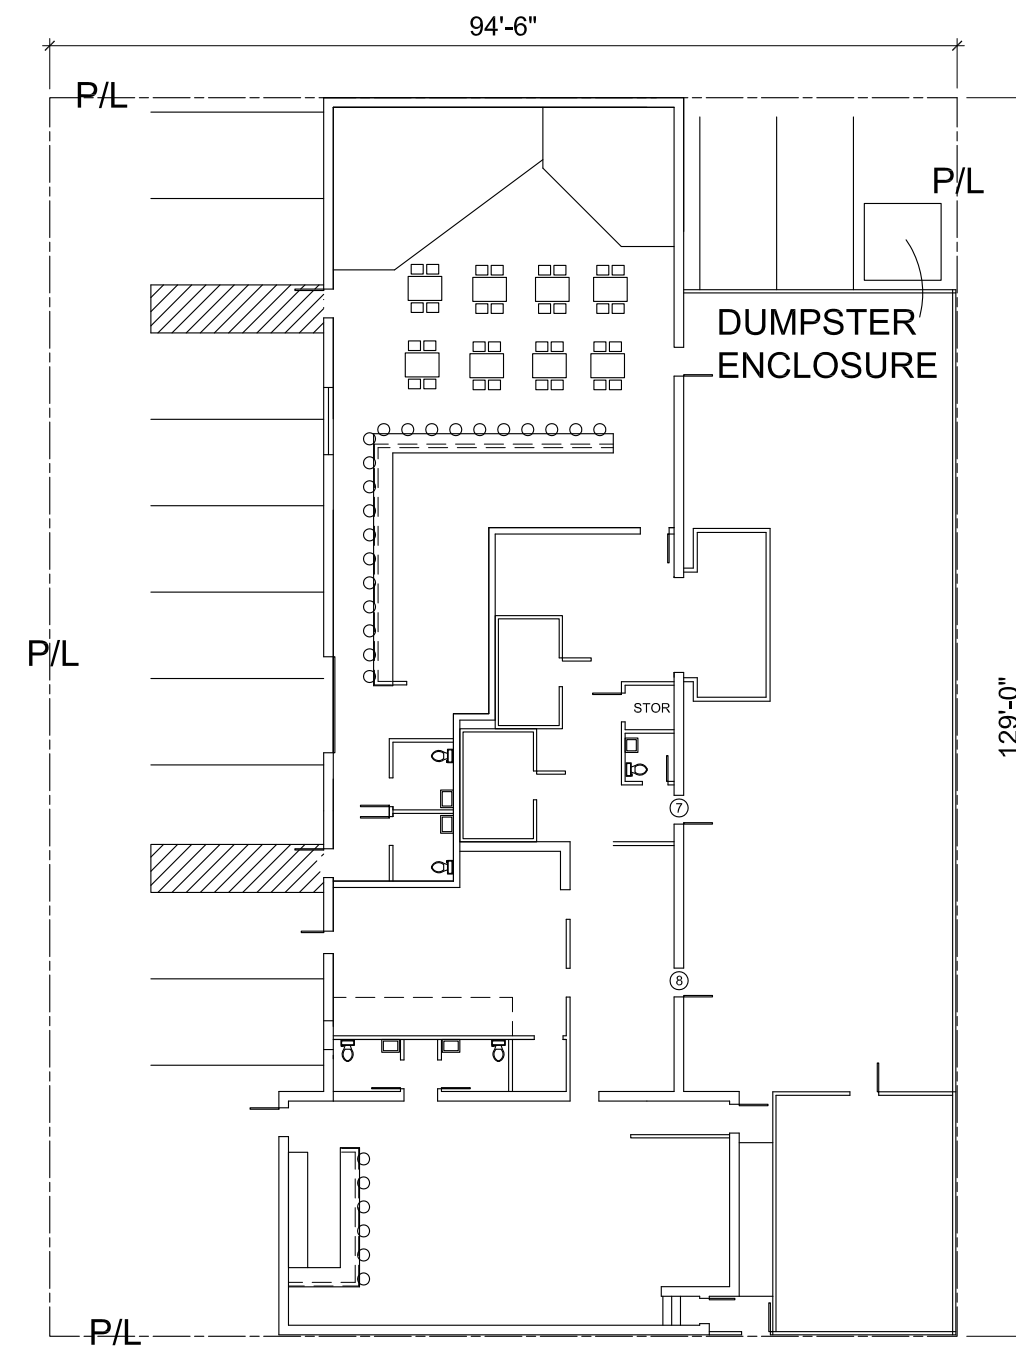 94'-6"
P/L
P/L
DUMPSTER
ENCLOSURE
P/L
129'-0"
STOR
7
8
P/L